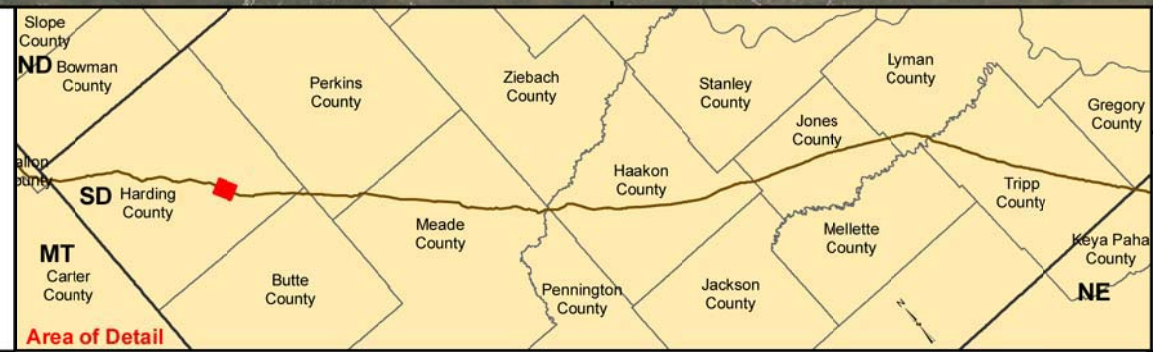 Slope
County
ND
Bowman
County
Perkins
County
Ziebach
County
Stanley
County
Lyman
County
Gregory
County
Jones
County
Haakon
County
SD
Harding
County
Meade
County
Tripp
County
Mellette
County
Keya Paha
County
MT
Carter
County
Butte
County
Pennington
County
Jackson
County
NE
N
Area of Detail